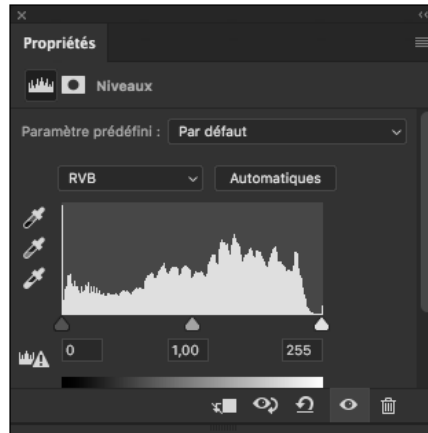 Propriétés
Niveaux
Paramètre prédéfini : Par défaut
RVB Automatiques
0 1,00 255